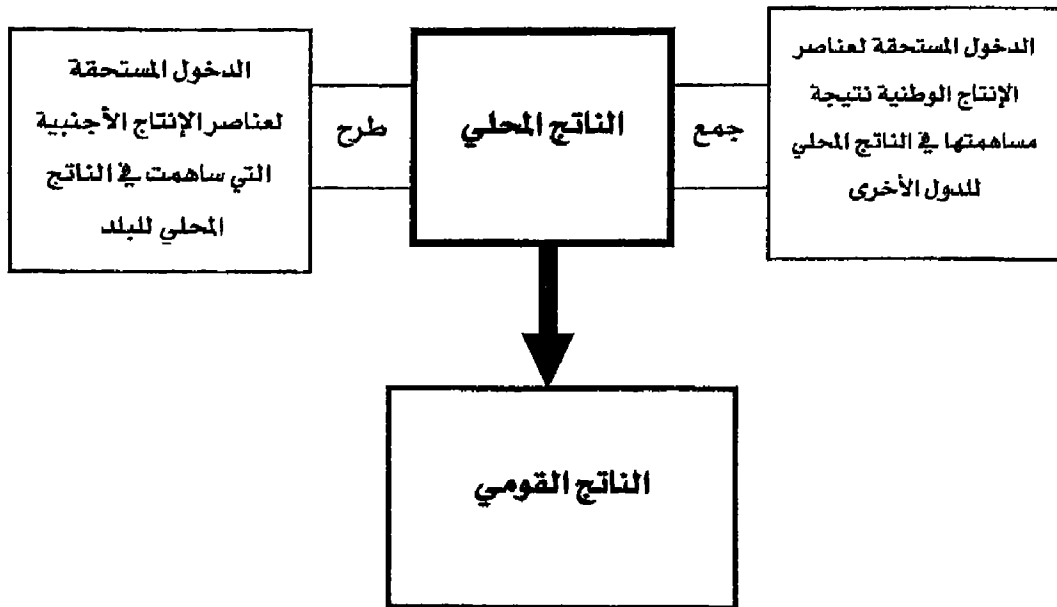 الدخول المستحقة لعناصر
الإنتاج الوطنية نتيجة
مساهمتها في الناتج المحلي
للدول الأخرى
جمع
الناتج المحلي
طرح
الدخول المستحقة
لعناصر الإنتاج الأجنبية
التي ساهمت في الناتج
المحلي للبلد
الناتج القومي